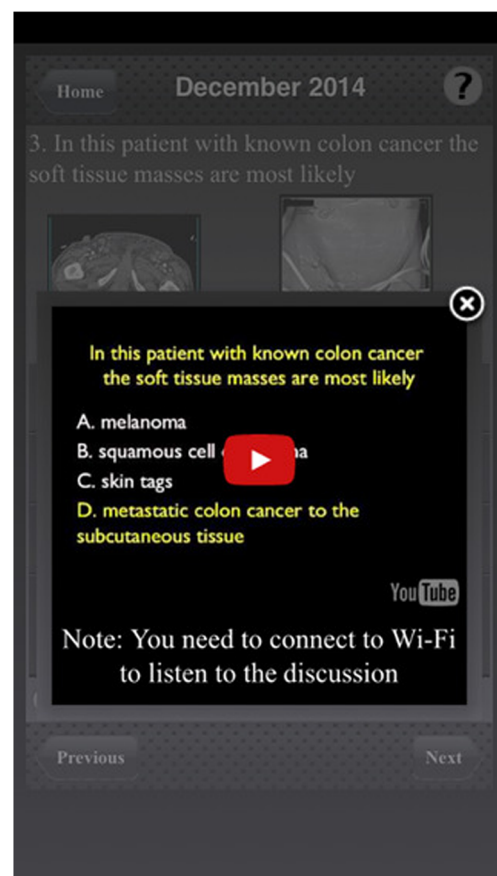 Home
December 2014
?
3. In this patient with known colon cancer the
soft tissue masses are most likely
In this patient with known colon cancer
the soft tissue masses are most likely
A. melanoma
B. squamous cell
C. skin tags
D. metastatic colon cancer to the
subcutaneous tissue
YouTube
Note: You need to connect to Wi-Fi
to listen to the discussion
Previous
Next